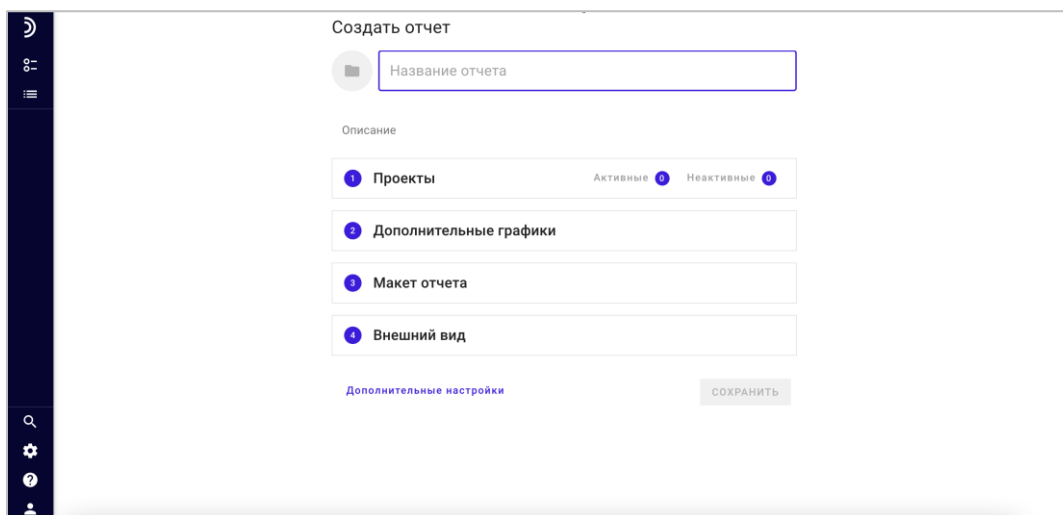 Создать отчет
Название отчета
Описание
1 Проекты Активные 0 Неактивные 0
2 Дополнительные графики
3 Макет отчета
4 Внешний вид
Дополнительные настройки СОХРАНИТЬ